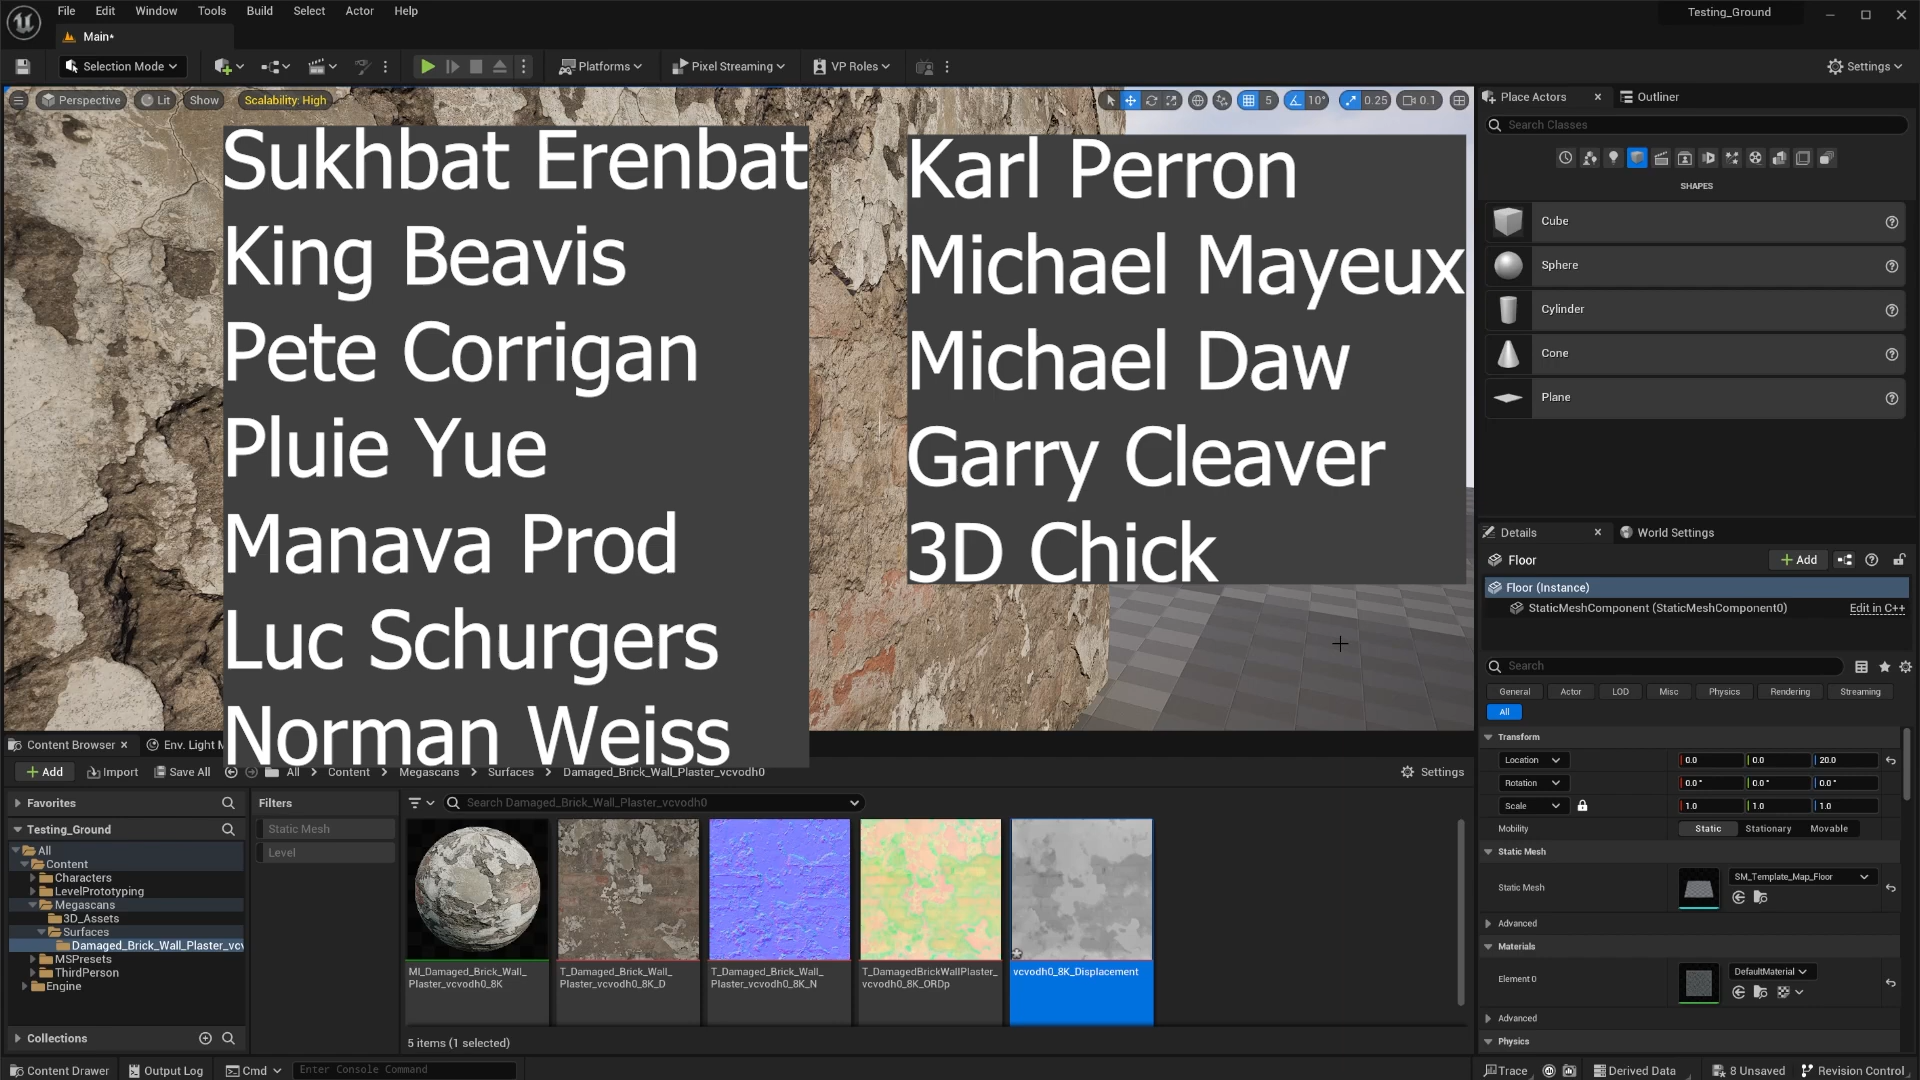 File Edit Window Tools Build Select Actor Help
Testing_Ground
Main*
Selection Mode
Platforms
Pixel Streaming
VP Roles
Settings
Perspective
Lit
Show
Scalability: High
5
10°
0.25
0.1
Sukhbat Erenbat
King Beavis
Pete Corrigan
Pluie Yue
Manava Prod
Luc Schurgers
Norman Weiss
Karl Perron
Michael Mayeux
Michael Daw
Garry Cleaver
3D Chick
Place Actors
Outliner
Search Classes
SHAPES
Cube
Sphere
Cylinder
Cone
Plane
Details
World Settings
Floor
+ Add
Floor (Instance)
StaticMeshComponent (StaticMeshComponent0)
Edit in C++
Search
General Actor LOD Misc Physics Rendering Streaming
All
Transform
Location 0.0 0.0 20.0
Rotation 0.0° 0.0° 0.0°
Scale 1.0 1.0 1.0
Mobility Static Stationary Movable
Static Mesh
Static Mesh SM_Template_Map_Floor
Advanced
Materials
Element 0 DefaultMaterial
Advanced
Physics
Content Browser
Env. Light M
+ Add
Import
Save All
All > Content > Megascans > Surfaces > Damaged_Brick_Wall_Plaster_vcvodh0
Settings
Favorites
Testing_Ground
All
Content
Characters
LevelPrototyping
Megascans
3D_Assets
Surfaces
Damaged_Brick_Wall_Plaster_vcv
MSPresets
ThirdPerson
Engine
Collections
Filters
Static Mesh
Level
Search Damaged_Brick_Wall_Plaster_vcvodh0
MI_Damaged_Brick_Wall_
Plaster_vcvodh0_8K
T_Damaged_Brick_Wall_
Plaster_vcvodh0_8K_D
T_Damaged_Brick_Wall_
Plaster_vcvodh0_8K_N
T_DamagedBrickWallPlaster_
vcvodh0_8K_ORDp
vcvodh0_8K_Displacement
5 items (1 selected)
Content Drawer
Output Log
Cmd
Enter Console Command
Trace
Derived Data
8 Unsaved
Revision Control